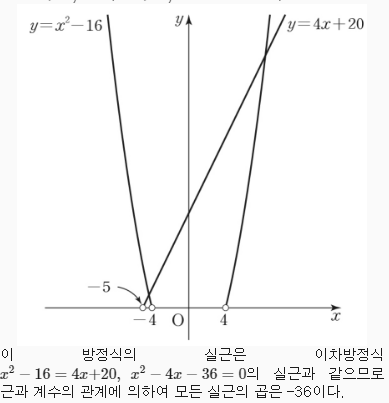 y=x²−16
y
y=4x+20
−5
−4
O
4
x
이 방정식의 실근은 이차방정식
x² − 16 = 4x+20, x² − 4x − 36 = 0의 실근과 같으므로
근과 계수의 관계에 의하여 모든 실근의 곱은 -36이다.